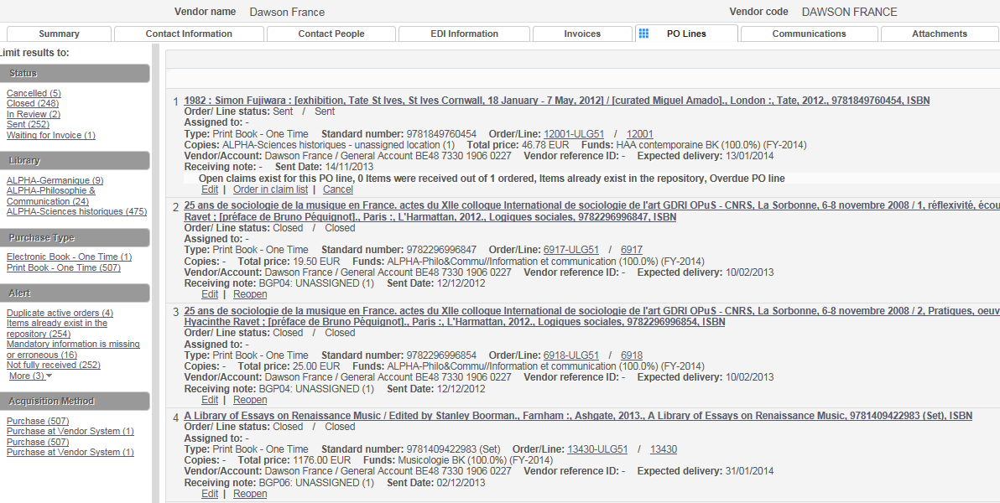 Vendor name Dawson France Vendor code DAWSON FRANCE
Summary Contact Information Contact People EDI Information Invoices PO Lines Communications Attachments
Limit results to:
Status
Cancelled (5)
Closed (248)
In Review (2)
Sent (252)
Waiting for Invoice (1)
Library
ALPHA-Germanique (9)
ALPHA-Philosophie &
Communication (24)
ALPHA-Sciences historiques (475)
Purchase Type
Electronic Book - One Time (1)
Print Book - One Time (507)
Alert
Duplicate active orders (4)
Items already exist in the
repository (254)
Mandatory information is missing
or erroneous (16)
Not fully received (252)
More (3)
Acquisition Method
Purchase (507)
Purchase at Vendor System (1)
Purchase (507)
Purchase at Vendor System (1)
1 1982 : Simon Fujiwara : [exhibition, Tate St Ives, St Ives Cornwall, 18 January - 7 May, 2012] / [curated Miguel Amado]., London :, Tate, 2012., 9781849760454, ISBN
Order/ Line status: Sent / Sent
Assigned to: -
Type: Print Book - One Time Standard number: 9781849760454 Order/Line: 12001-ULG51 / 12001
Copies: ALPHA-Sciences historiques - unassigned location (1) Total price: 46.78 EUR Funds: HAA contemporaine BK (100.0%) (FY-2014)
Vendor/Account: Dawson France / General Account BE48 7330 1906 0227 Vendor reference ID: - Expected delivery: 13/01/2014
Receiving note: - Sent Date: 14/11/2013
Open claims exist for this PO line, 0 Items were received out of 1 ordered, Items already exist in the repository, Overdue PO line
Edit | Order in claim list | Cancel
2 25 ans de sociologie de la musique en France. actes du XIIe colloque International de sociologie de l'art GDRI OPuS - CNRS, La Sorbonne, 6-8 novembre 2008 / 1, réflexivité, écou
Ravet ; [préface de Bruno Péquignot]., Paris :, L'Harmattan, 2012., Logiques sociales, 9782296996847, ISBN
Order/ Line status: Closed / Closed
Assigned to: -
Type: Print Book - One Time Standard number: 9782296996847 Order/Line: 6917-ULG51 / 6917
Copies: - Total price: 19.50 EUR Funds: ALPHA-Philo&Commu//Information et communication (100.0%) (FY-2014)
Vendor/Account: Dawson France / General Account BE48 7330 1906 0227 Vendor reference ID: - Expected delivery: 10/02/2013
Receiving note: BGP04: UNASSIGNED (1) Sent Date: 12/12/2012
Edit | Reopen
3 25 ans de sociologie de la musique en France. actes du XIIe colloque International de sociologie de l'art GDRI OPuS - CNRS, La Sorbonne, 6-8 novembre 2008 / 2, Pratiques, oeuv
Hyacinthe Ravet ; [préface de Bruno Péquignot]., Paris :, L'Harmattan, 2012., Logiques sociales, 9782296996854, ISBN
Order/ Line status: Closed / Closed
Assigned to: -
Type: Print Book - One Time Standard number: 9782296996854 Order/Line: 6918-ULG51 / 6918
Copies: - Total price: 25.00 EUR Funds: ALPHA-Philo&Commu//Information et communication (100.0%) (FY-2014)
Vendor/Account: Dawson France / General Account BE48 7330 1906 0227 Vendor reference ID: - Expected delivery: 10/02/2013
Receiving note: BGP04: UNASSIGNED (1) Sent Date: 12/12/2012
Edit | Reopen
4 A Library of Essays on Renaissance Music / Edited by Stanley Boorman., Farnham :, Ashgate, 2013., A Library of Essays on Renaissance Music, 9781409422983 (Set), ISBN
Order/ Line status: Closed / Closed
Assigned to: -
Type: Print Book - One Time Standard number: 9781409422983 (Set) Order/Line: 13430-ULG51 / 13430
Copies: - Total price: 1176.00 EUR Funds: Musicologie BK (100.0%) (FY-2014)
Vendor/Account: Dawson France / General Account BE48 7330 1906 0227 Vendor reference ID: - Expected delivery: 31/01/2014
Receiving note: BGP06: UNASSIGNED (1) Sent Date: 02/12/2013
Edit | Reopen